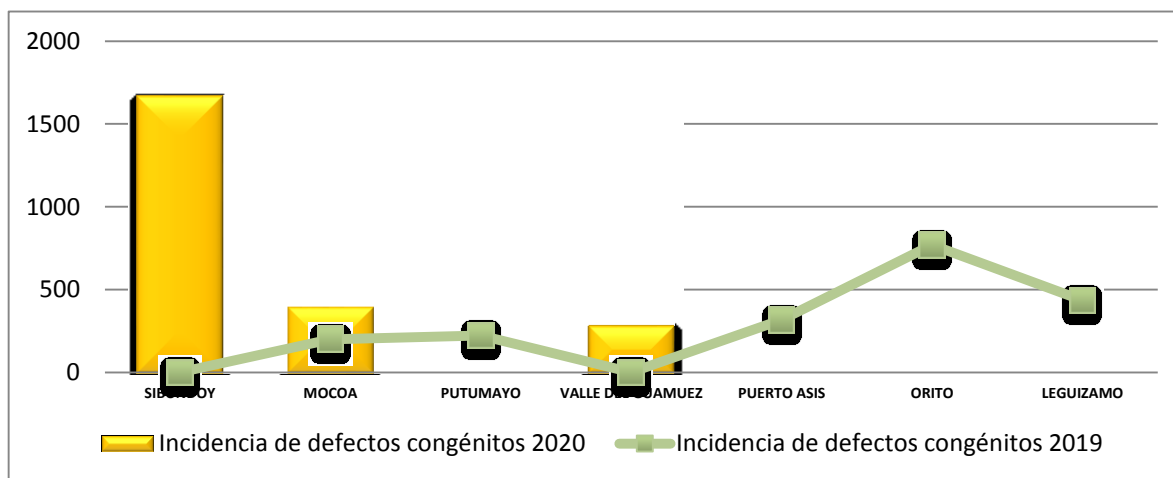 2000
1500
1000
500
0
MOCOA PUTUMAYO VALLE PUERTO ASIS ORITO LEGUIZAMO
Incidencia de defectos congénitos 2020 Incidencia de defectos congénitos 2019